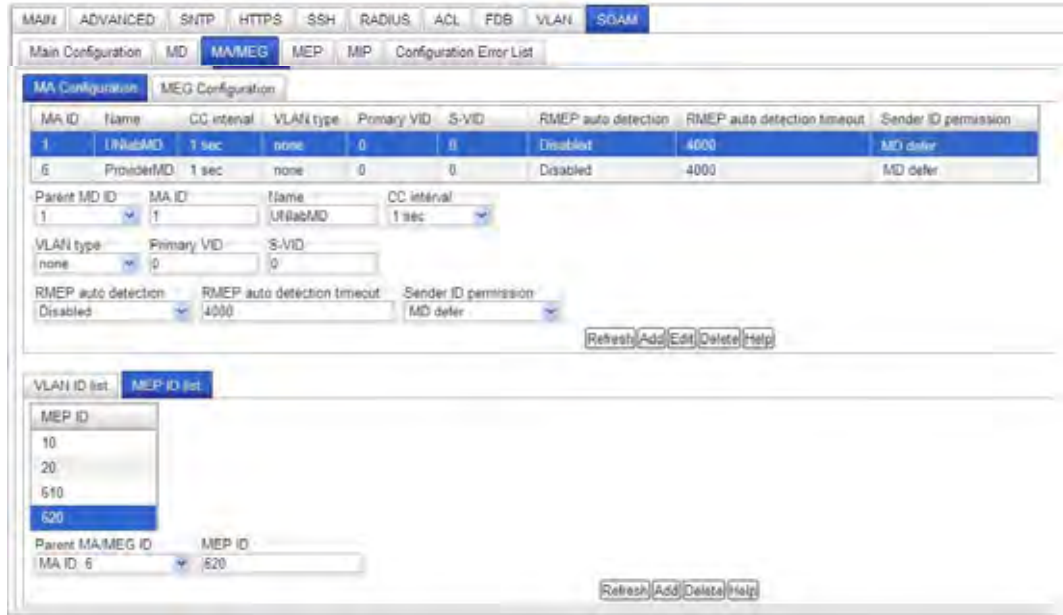 MAIN ADVANCED SNTP HTTPS SSH RADIUS ACL FDB VLAN SOAM
Main Configuration MD MA/MEG MEP MIP Configuration Error List
MA Configuration MEG Configuration
MA ID Name CC interval VLAN type Primary VID S-VID RMEP auto detection RMEP auto detection timeout Sender ID permission
1 UNIabMD 1 sec none 0 0 Disabled 4000 MD defer
6 ProviderMD 1 sec none 0 0 Disabled 4000 MD defer
Parent MD ID MA ID Name CC interval
1 1 UNIabMD 1 sec
VLAN type Primary VID S-VID
none 0 0
RMEP auto detection RMEP auto detection timeout Sender ID permission
Disabled 4000 MD defer
Refresh Add Edit Delete Help
VLAN ID list MEP ID list
MEP ID
10
20
610
620
Parent MA/MEG ID MEP ID
MA ID 6 620
Refresh Add Delete Help